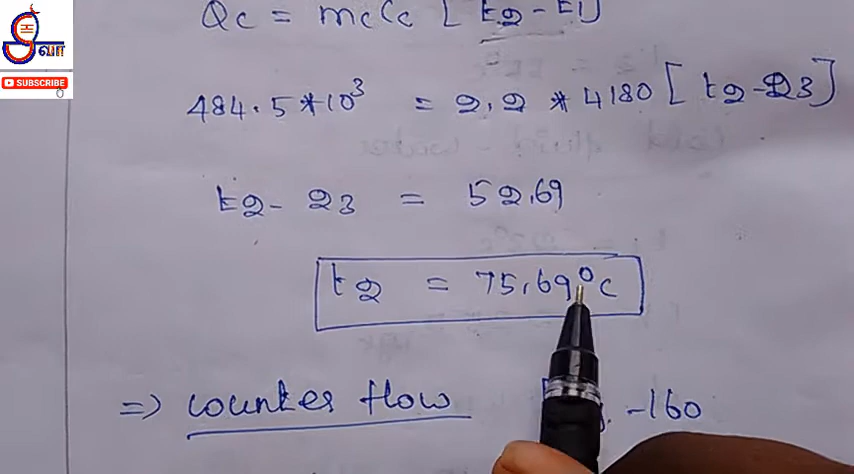 Qc = mcCc [t2-t1]
வா
SUBSCRIBE
484.5*10³ = 2.2 * 4180 [t2-23]
t2- 23 = 52.69
t2 = 75.69°c
=> counter flow -160